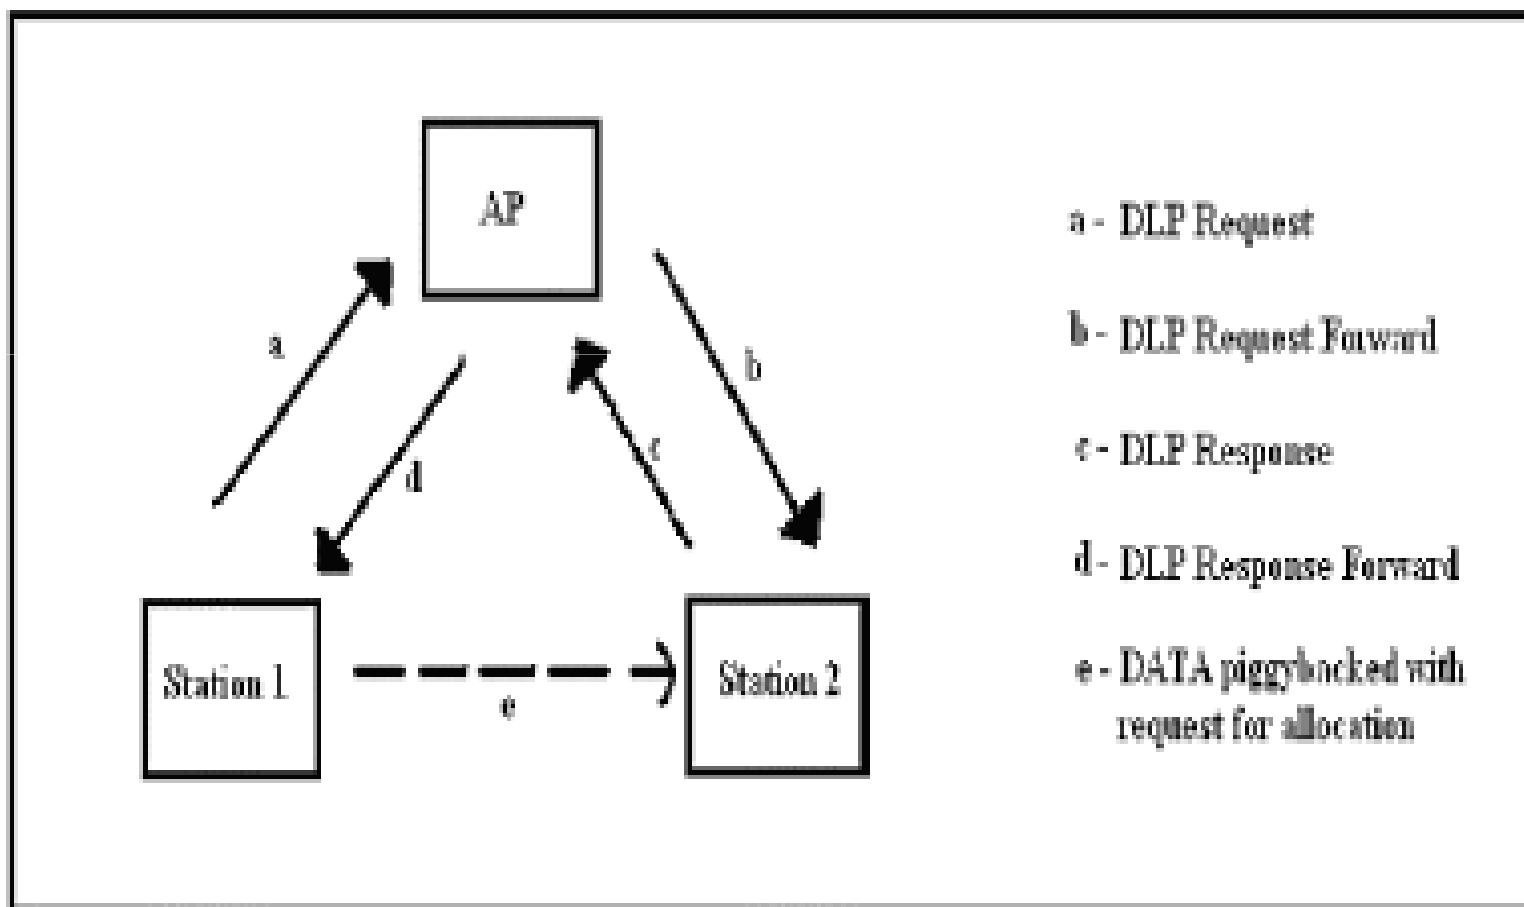 AP
a
b
c
d
Station 1
Station 2
e
a - DLP Request
b - DLP Request Forward
c - DLP Response
d - DLP Response Forward
e - DATA piggybacked with
request for allocation